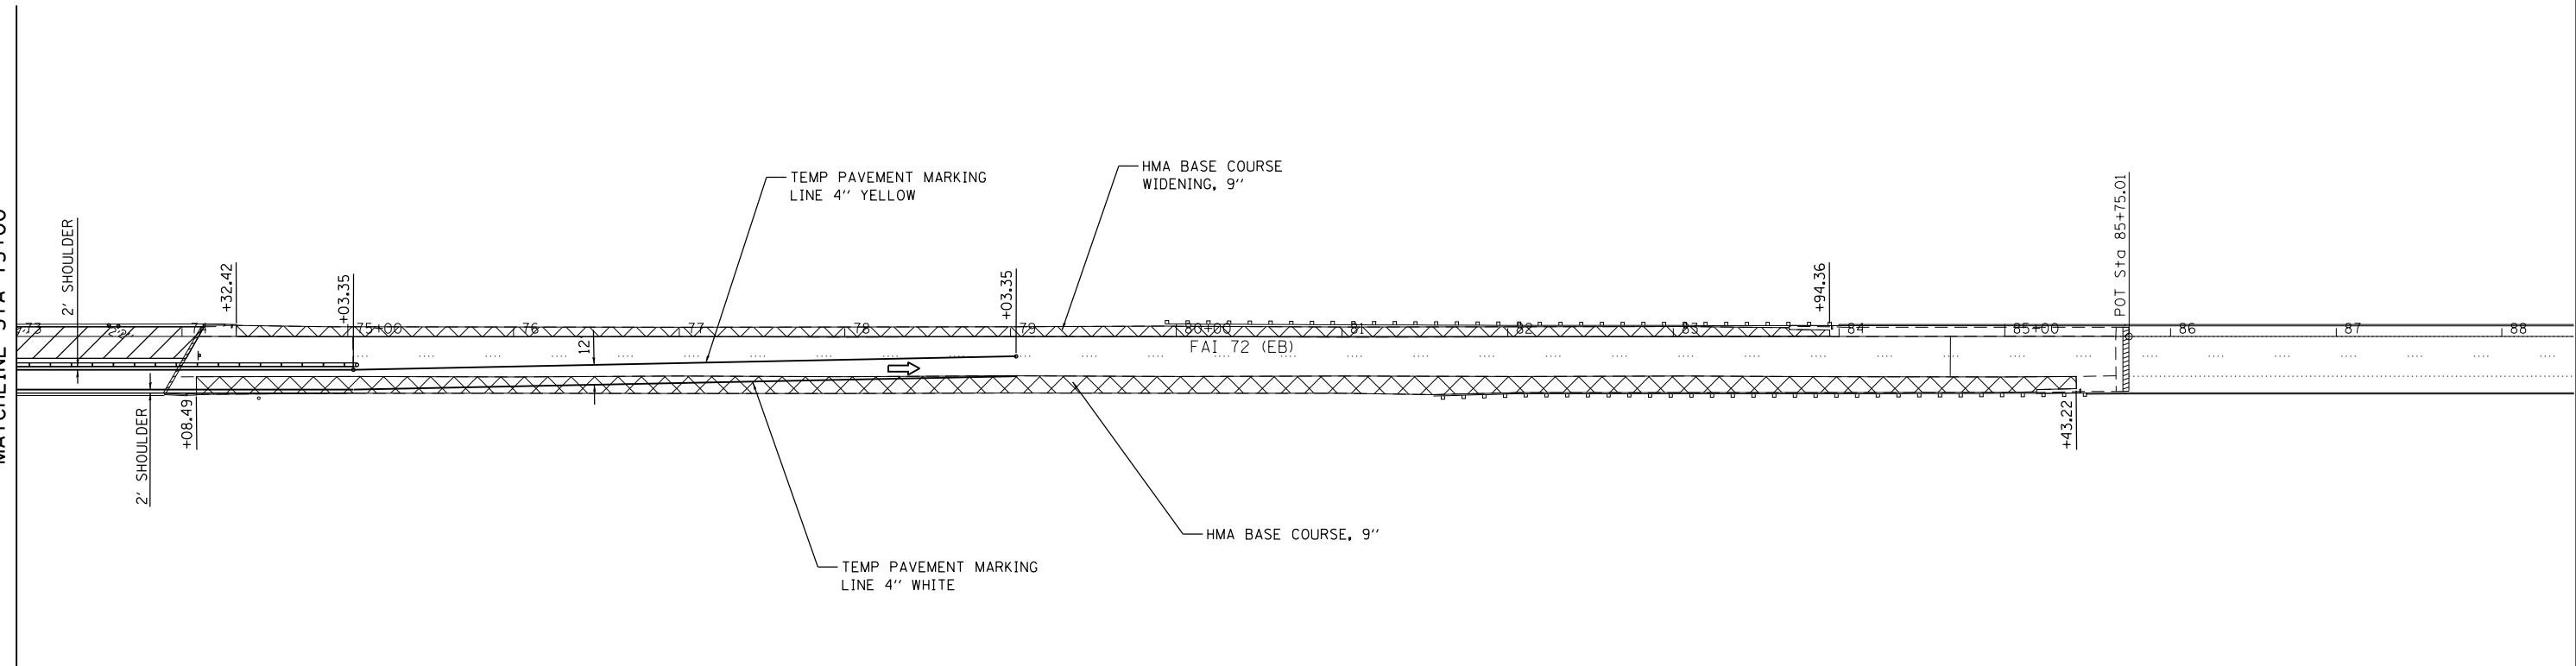 HMA BASE COURSE
WIDENING, 9''
TEMP PAVEMENT MARKING
LINE 4'' YELLOW
POT Sta 85+75.01
2' SHOULDER
+32.42
+03.35
+03.35
+94.36
73
74
75+00
76
77
78
79
80+00
81
82
83
84
85+00
86
87
88
12'
FAI 72 (EB)
+08.49
2' SHOULDER
+43.22
HMA BASE COURSE, 9''
TEMP PAVEMENT MARKING
LINE 4'' WHITE